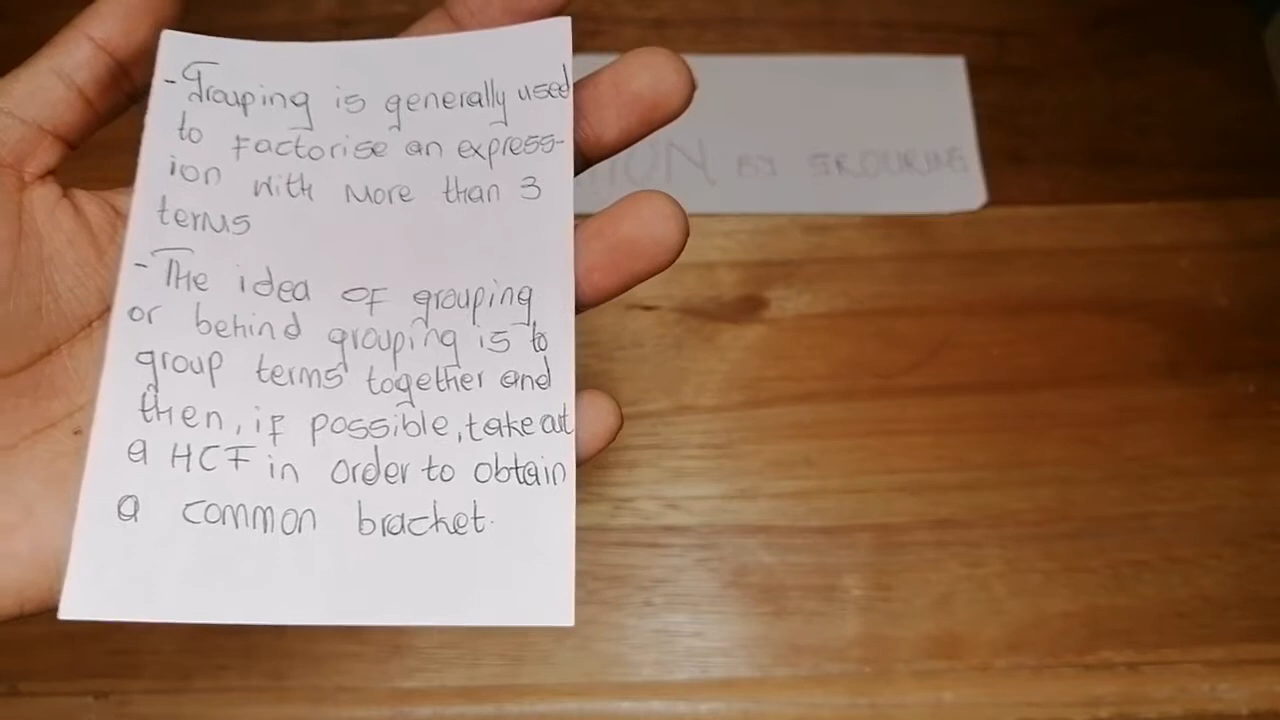 - Grouping is generally used
to Factorise an express-
ion with more than 3
terms
- The idea of grouping
or behind grouping is to
group terms together and
then, if possible, take out
a HCF in order to obtain
a common bracket.
BY GROUPING